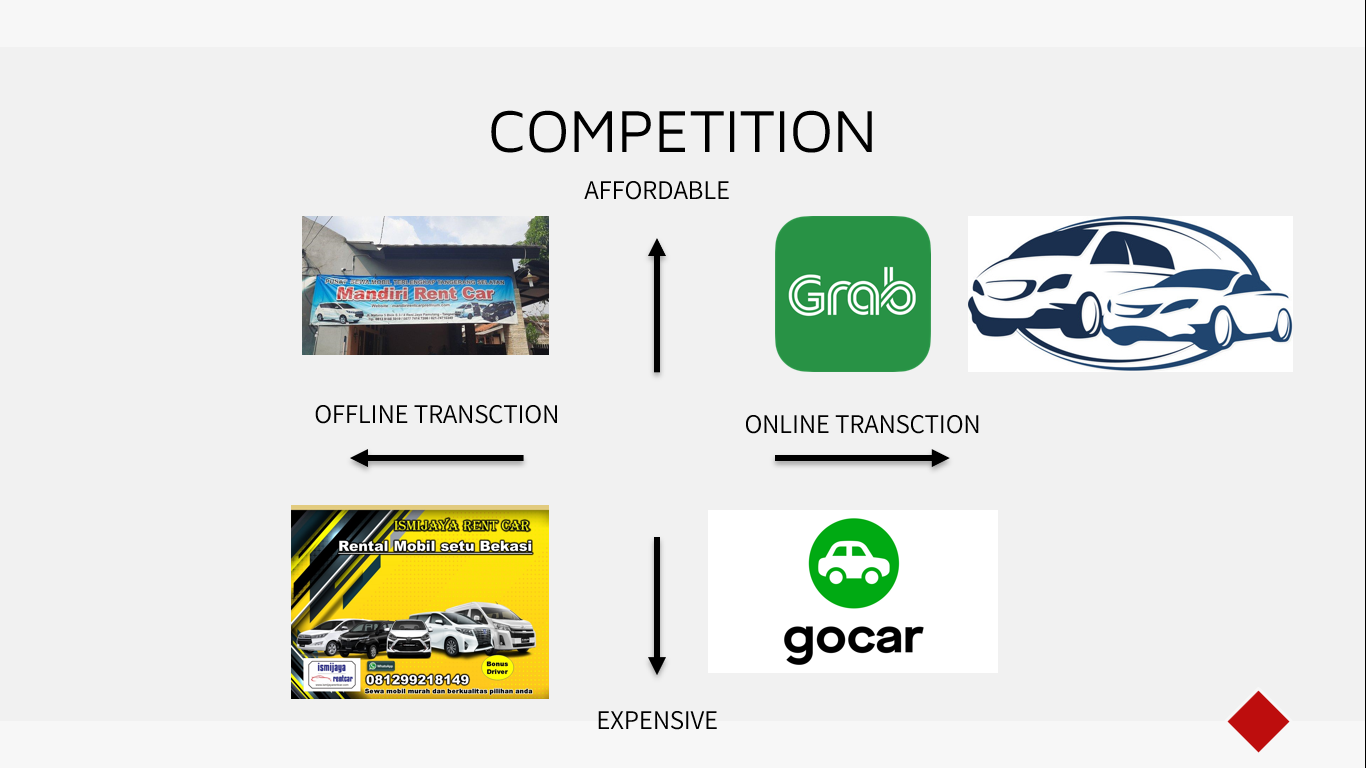 COMPETITION
AFFORDABLE
PUSAT SEWA MOBIL TERLENGKAP TANGERANG SELATAN
Mandiri Rent Car
Grab
OFFLINE TRANSCTION
ONLINE TRANSCTION
ISMIJAYA RENT CAR
Rental Mobil setu Bekasi
ismijaya
rentcar
WhatsApp
Bonus
Driver
081299218149
Sewa mobil murah dan berkualitas pilihan anda
gocar
EXPENSIVE